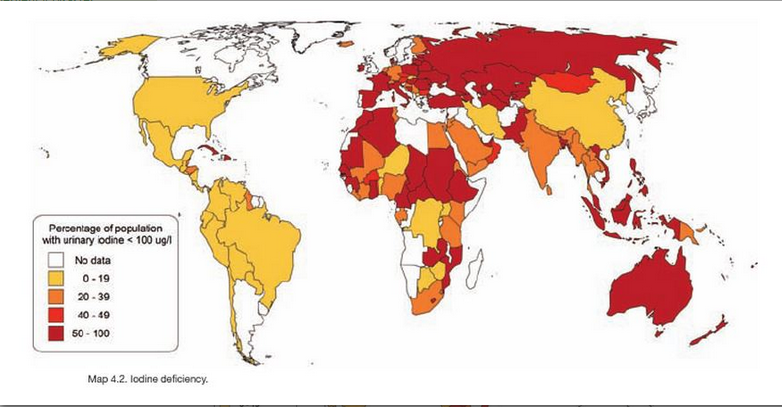 Percentage of population
with urinary iodine < 100 ug/l
No data
0 - 19
20 - 39
40 - 49
50 - 100
Map 4.2. Iodine deficiency.